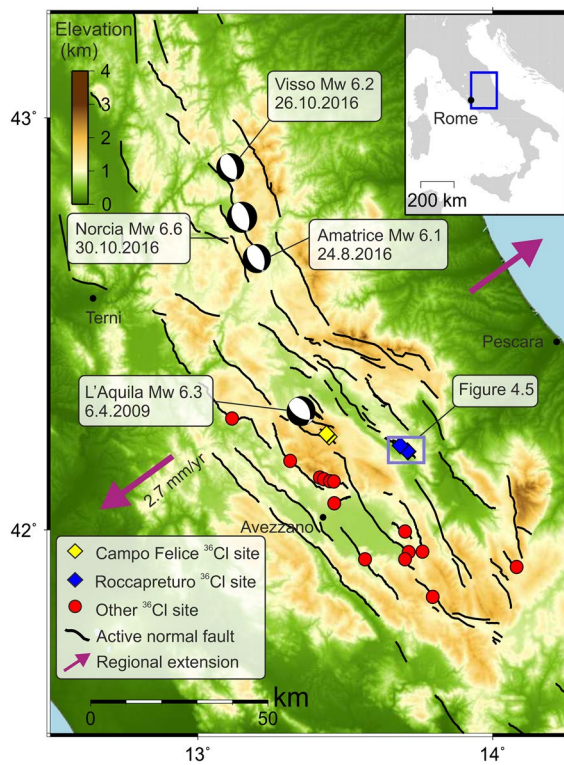 Elevation
(km)
4
3
2
1
0
Visso Mw 6.2
26.10.2016
Rome
200 km
43˚
Norcia Mw 6.6
30.10.2016
Amatrice Mw 6.1
24.8.2016
Terni
Pescara
L'Aquila Mw 6.3
6.4.2009
Figure 4.5
2.7 mm/yr
42˚
Avezzano
Campo Felice ³⁶Cl site
Roccapreturo ³⁶Cl site
Other ³⁶Cl site
Active normal fault
Regional extension
km
0 50
13˚ 14˚